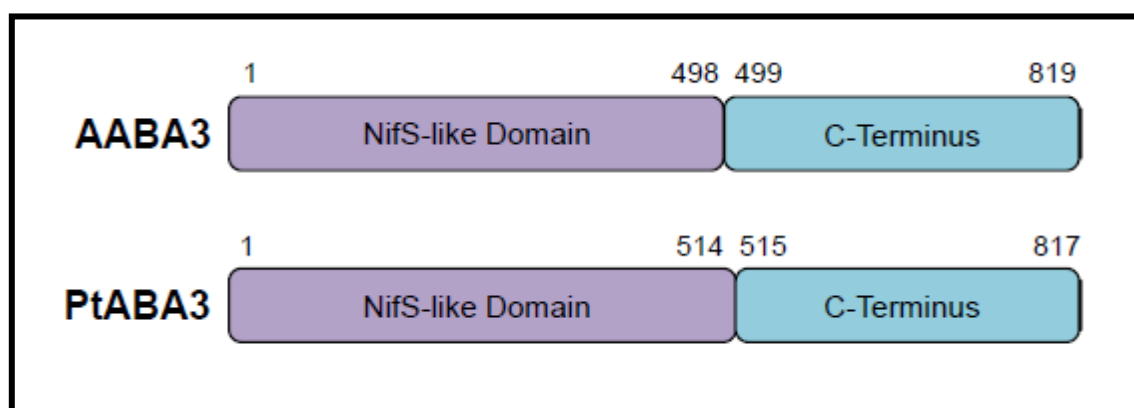 1 498 499 819
AABA3 NifS-like Domain C-Terminus
1 514 515 817
PtABA3 NifS-like Domain C-Terminus